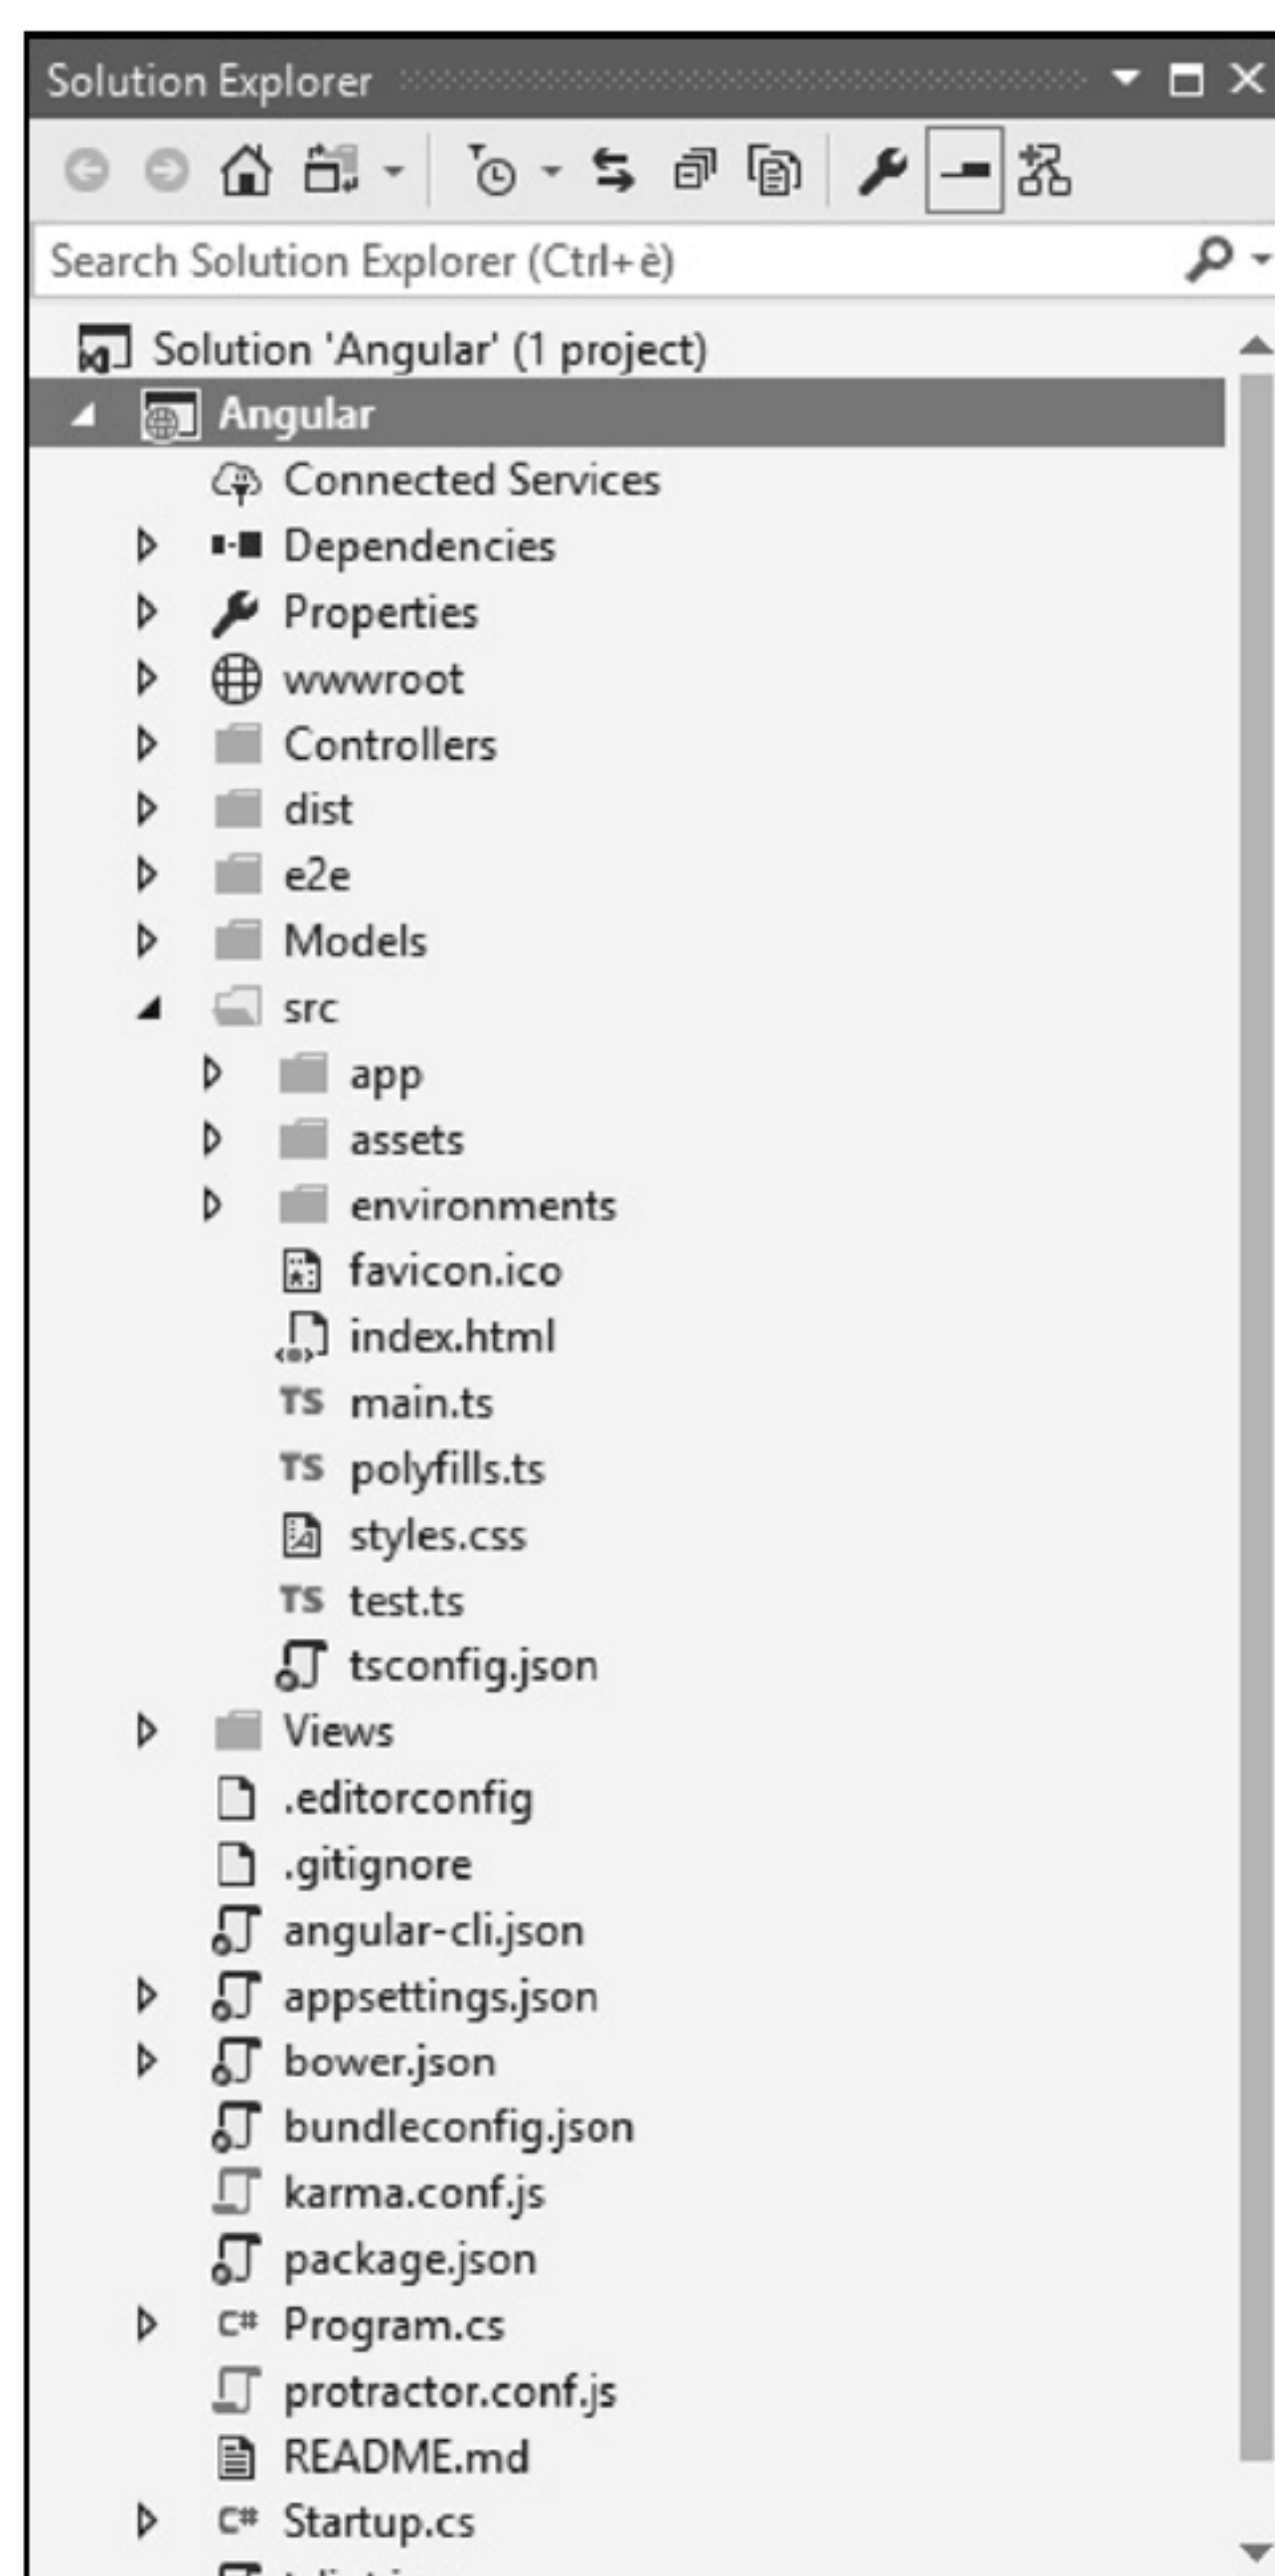 Solution Explorer
Search Solution Explorer (Ctrl+è)
Solution 'Angular' (1 project)
Angular
Connected Services
Dependencies
Properties
wwwroot
Controllers
dist
e2e
Models
src
app
assets
environments
favicon.ico
index.html
TS main.ts
TS polyfills.ts
styles.css
TS test.ts
tsconfig.json
Views
.editorconfig
.gitignore
angular-cli.json
appsettings.json
bower.json
bundleconfig.json
karma.conf.js
package.json
C# Program.cs
protractor.conf.js
README.md
C# Startup.cs